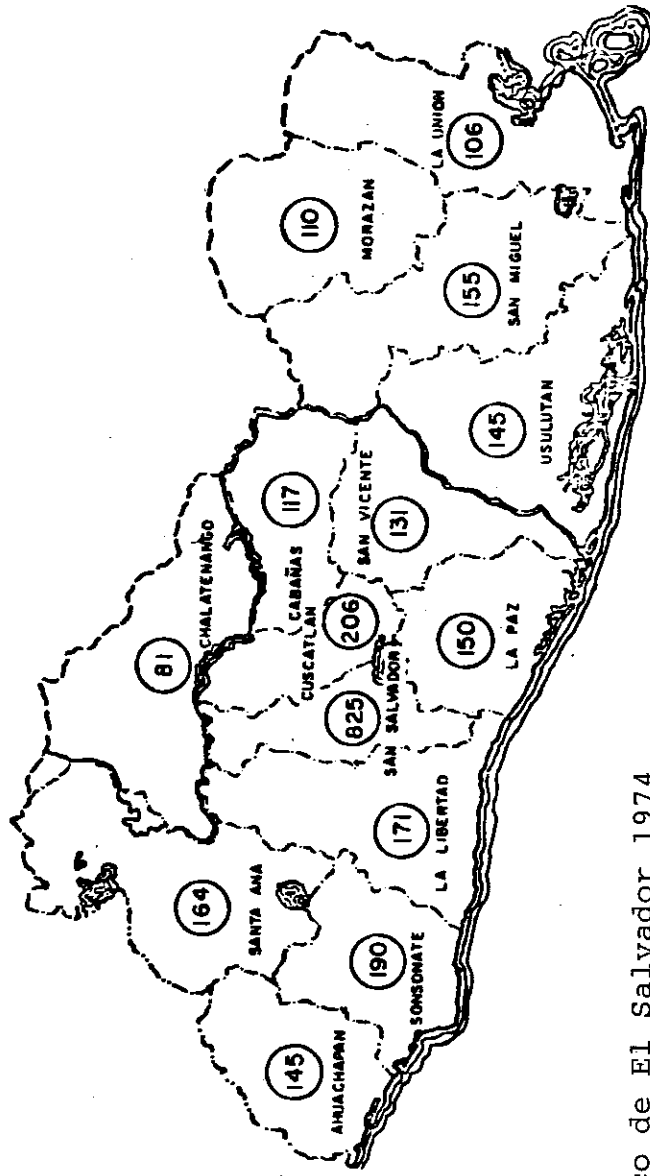 81
CHALATENANGO
164
SANTA ANA
145
AHUACHAPAN
190
SONSONATE
171
LA LIBERTAD
825
SAN SALVADOR
206
CUSCATLAN
117
CABAÑAS
131
SAN VICENTE
150
LA PAZ
145
USULUTAN
155
SAN MIGUEL
110
MORAZAN
106
LA UNION
de El Salvador 1974